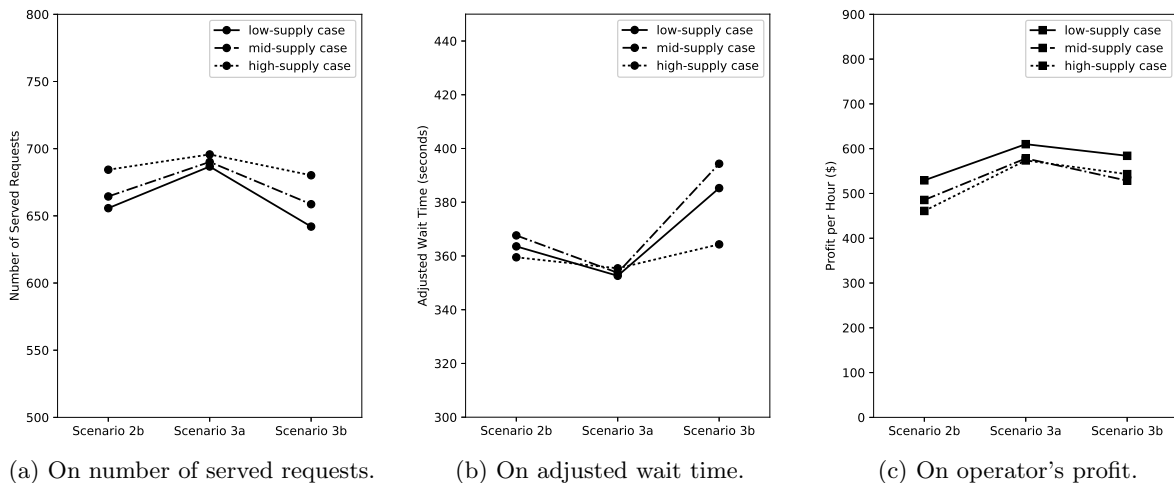 800
750
700
650
600
550
500
Number of Served Requests
low-supply case
mid-supply case
high-supply case
Scenario 2b
Scenario 3a
Scenario 3b
(a) On number of served requests.
440
420
400
380
360
340
320
300
Adjusted Wait Time (seconds)
low-supply case
mid-supply case
high-supply case
Scenario 2b
Scenario 3a
Scenario 3b
(b) On adjusted wait time.
900
800
700
600
500
400
300
200
100
0
Profit per Hour ($)
low-supply case
mid-supply case
high-supply case
Scenario 2b
Scenario 3a
Scenario 3b
(c) On operator's profit.